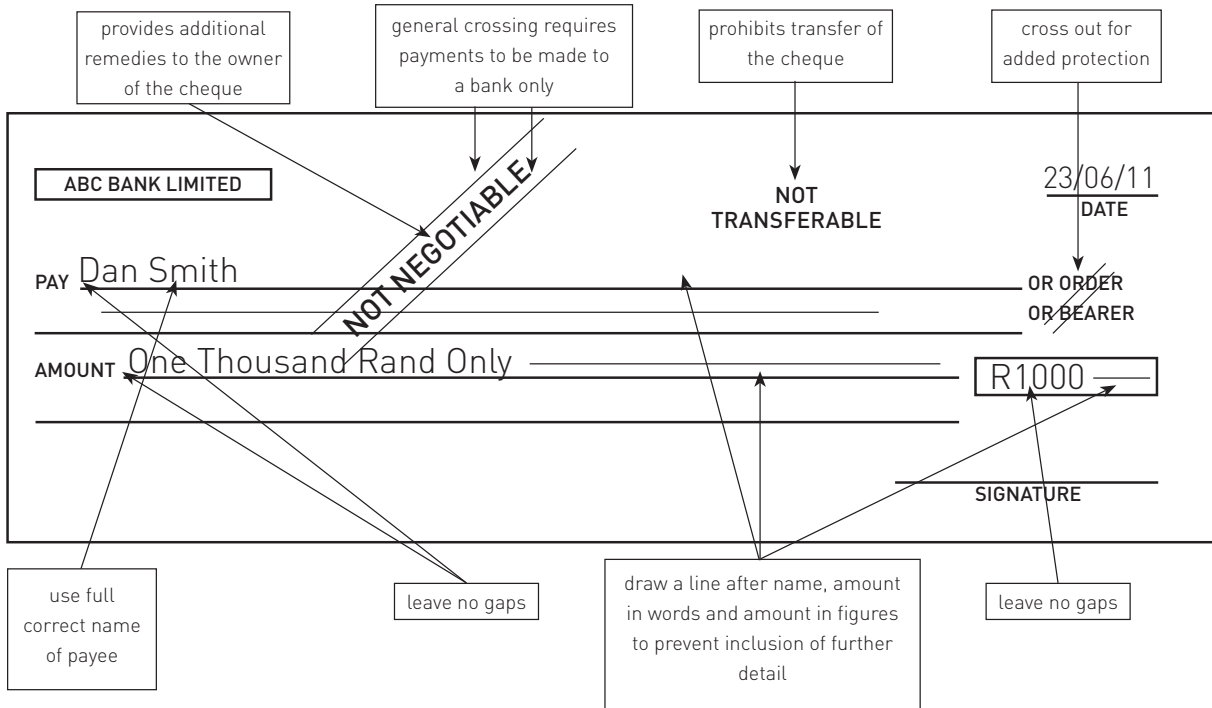 provides additional
remedies to the owner
of the cheque
general crossing requires
payments to be made to
a bank only
prohibits transfer of
the cheque
cross out for
added protection
ABC BANK LIMITED
NOT NEGOTIABLE
NOT
TRANSFERABLE
23/06/11
DATE
PAY Dan Smith
OR ORDER
OR BEARER
AMOUNT One Thousand Rand Only
R1000
SIGNATURE
use full
correct name
of payee
leave no gaps
draw a line after name, amount
in words and amount in figures
to prevent inclusion of further
detail
leave no gaps